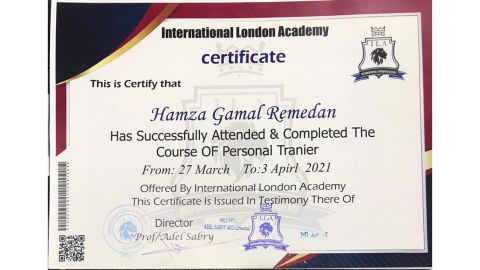 International London Academy
certificate
ILA
This is Certify that
Hamza Gamal Remedan
Has Successfully Attended & Completed The
Course OF Personal Tranier
From: 27 March To:3 Apirl 2021
Offered By International London Academy
This Certificate Is Issued In Testimony There Of
Director
Prof/Adel Sabry